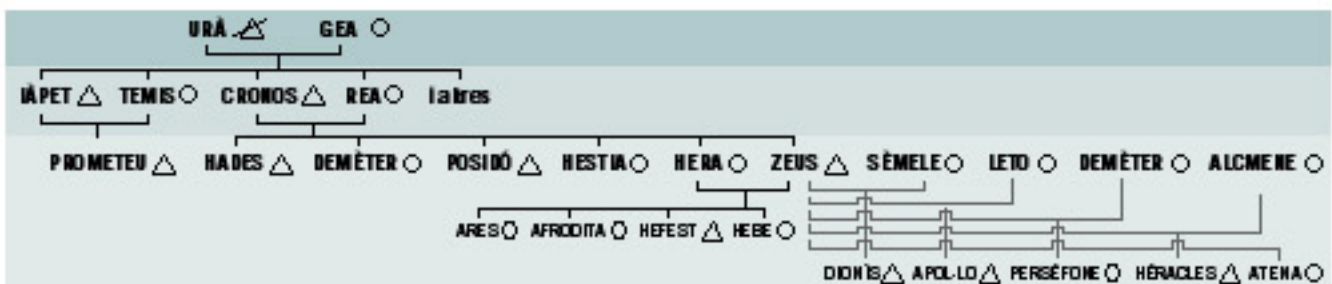 URÀ GEA
IÀPET TEMIS CRONOS REA i altres
PROMETEU HADES DEMÈTER POSIDÓ HESTIA HERA ZEUS SÈMELE LETO DEMÈTER ALCMENE
ARES AFRODITA HEFEST HEBE
DIONÍS APOL·LO PERSÈFONE HÈRACLES ATENA